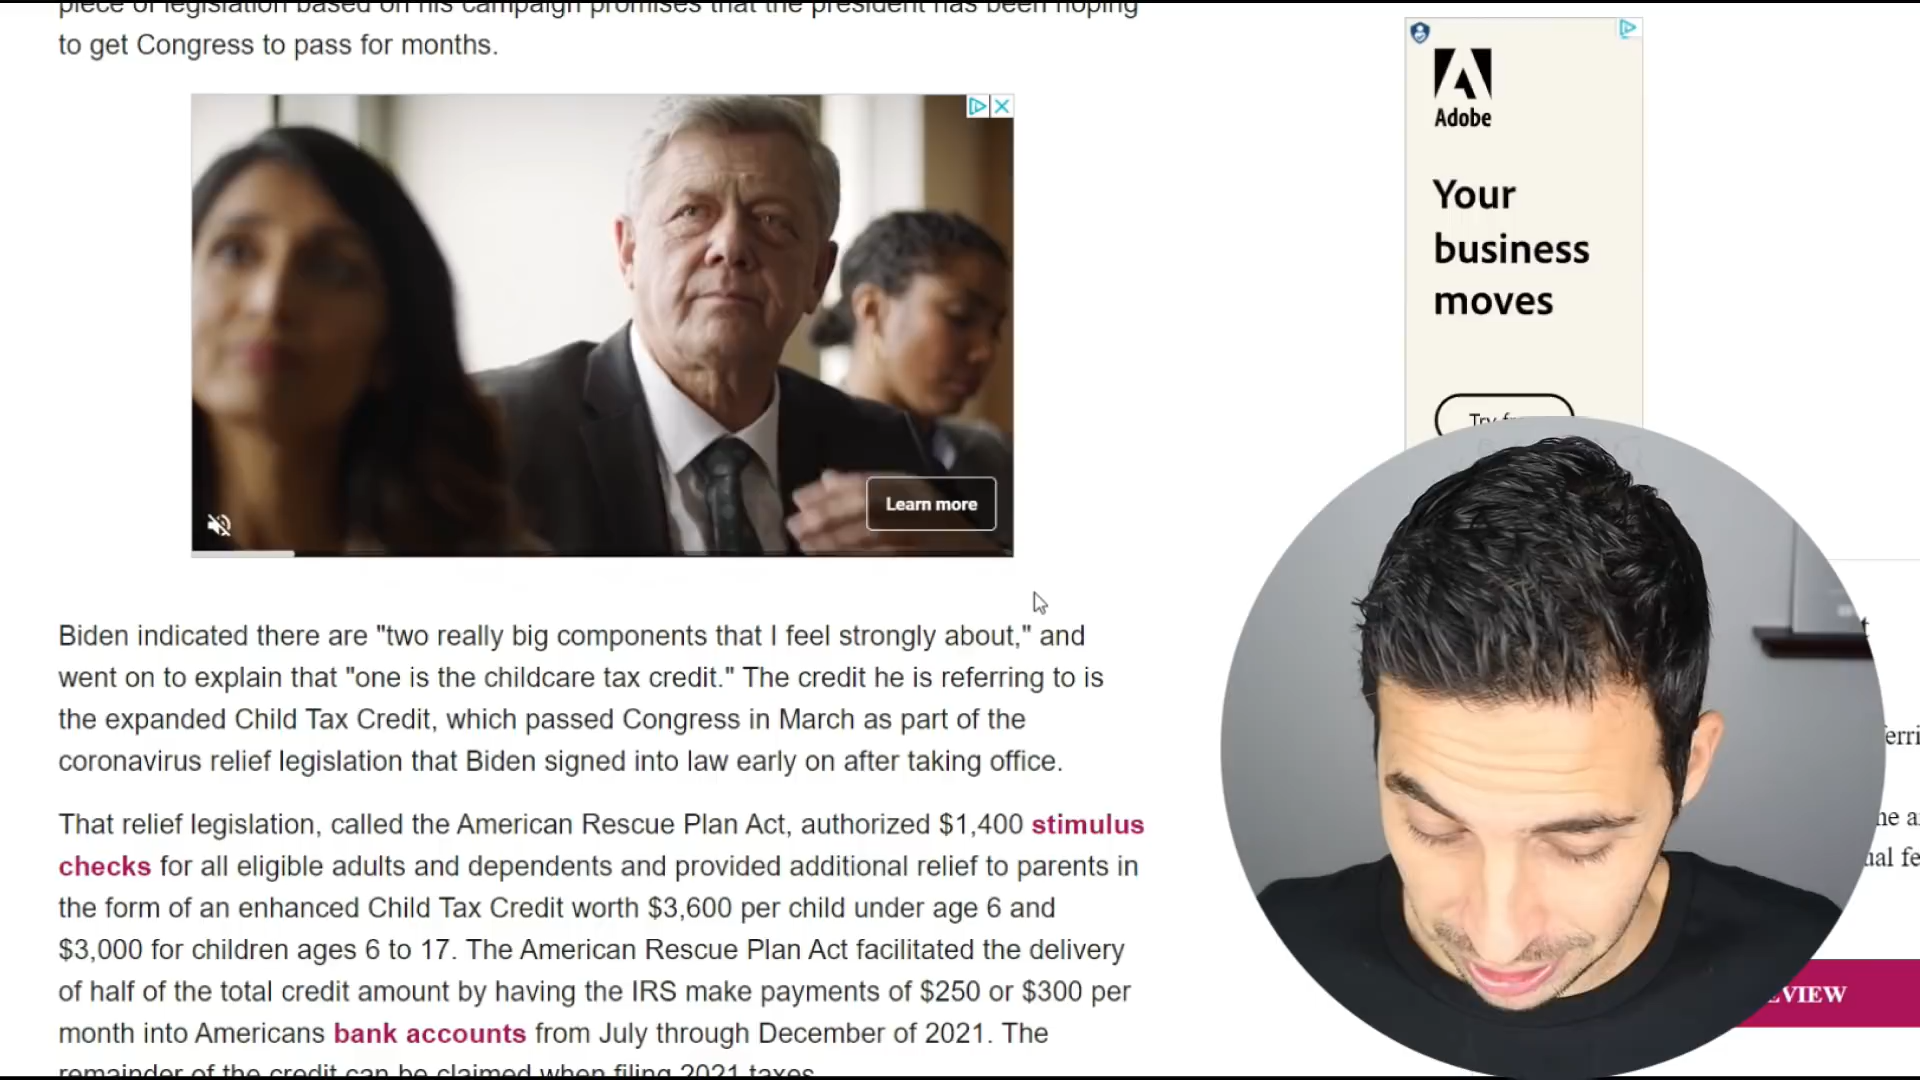 piece of legislation based on his campaign promises that the president has been hoping
to get Congress to pass for months.
Learn more
Biden indicated there are "two really big components that I feel strongly about," and
went on to explain that "one is the childcare tax credit." The credit he is referring to is
the expanded Child Tax Credit, which passed Congress in March as part of the
coronavirus relief legislation that Biden signed into law early on after taking office.
That relief legislation, called the American Rescue Plan Act, authorized $1,400 stimulus
checks for all eligible adults and dependents and provided additional relief to parents in
the form of an enhanced Child Tax Credit worth $3,600 per child under age 6 and
$3,000 for children ages 6 to 17. The American Rescue Plan Act facilitated the delivery
of half of the total credit amount by having the IRS make payments of $250 or $300 per
month into Americans bank accounts from July through December of 2021. The
remainder of the credit can be claimed when filing 2021 taxes.
Adobe
Your
business
moves
Try